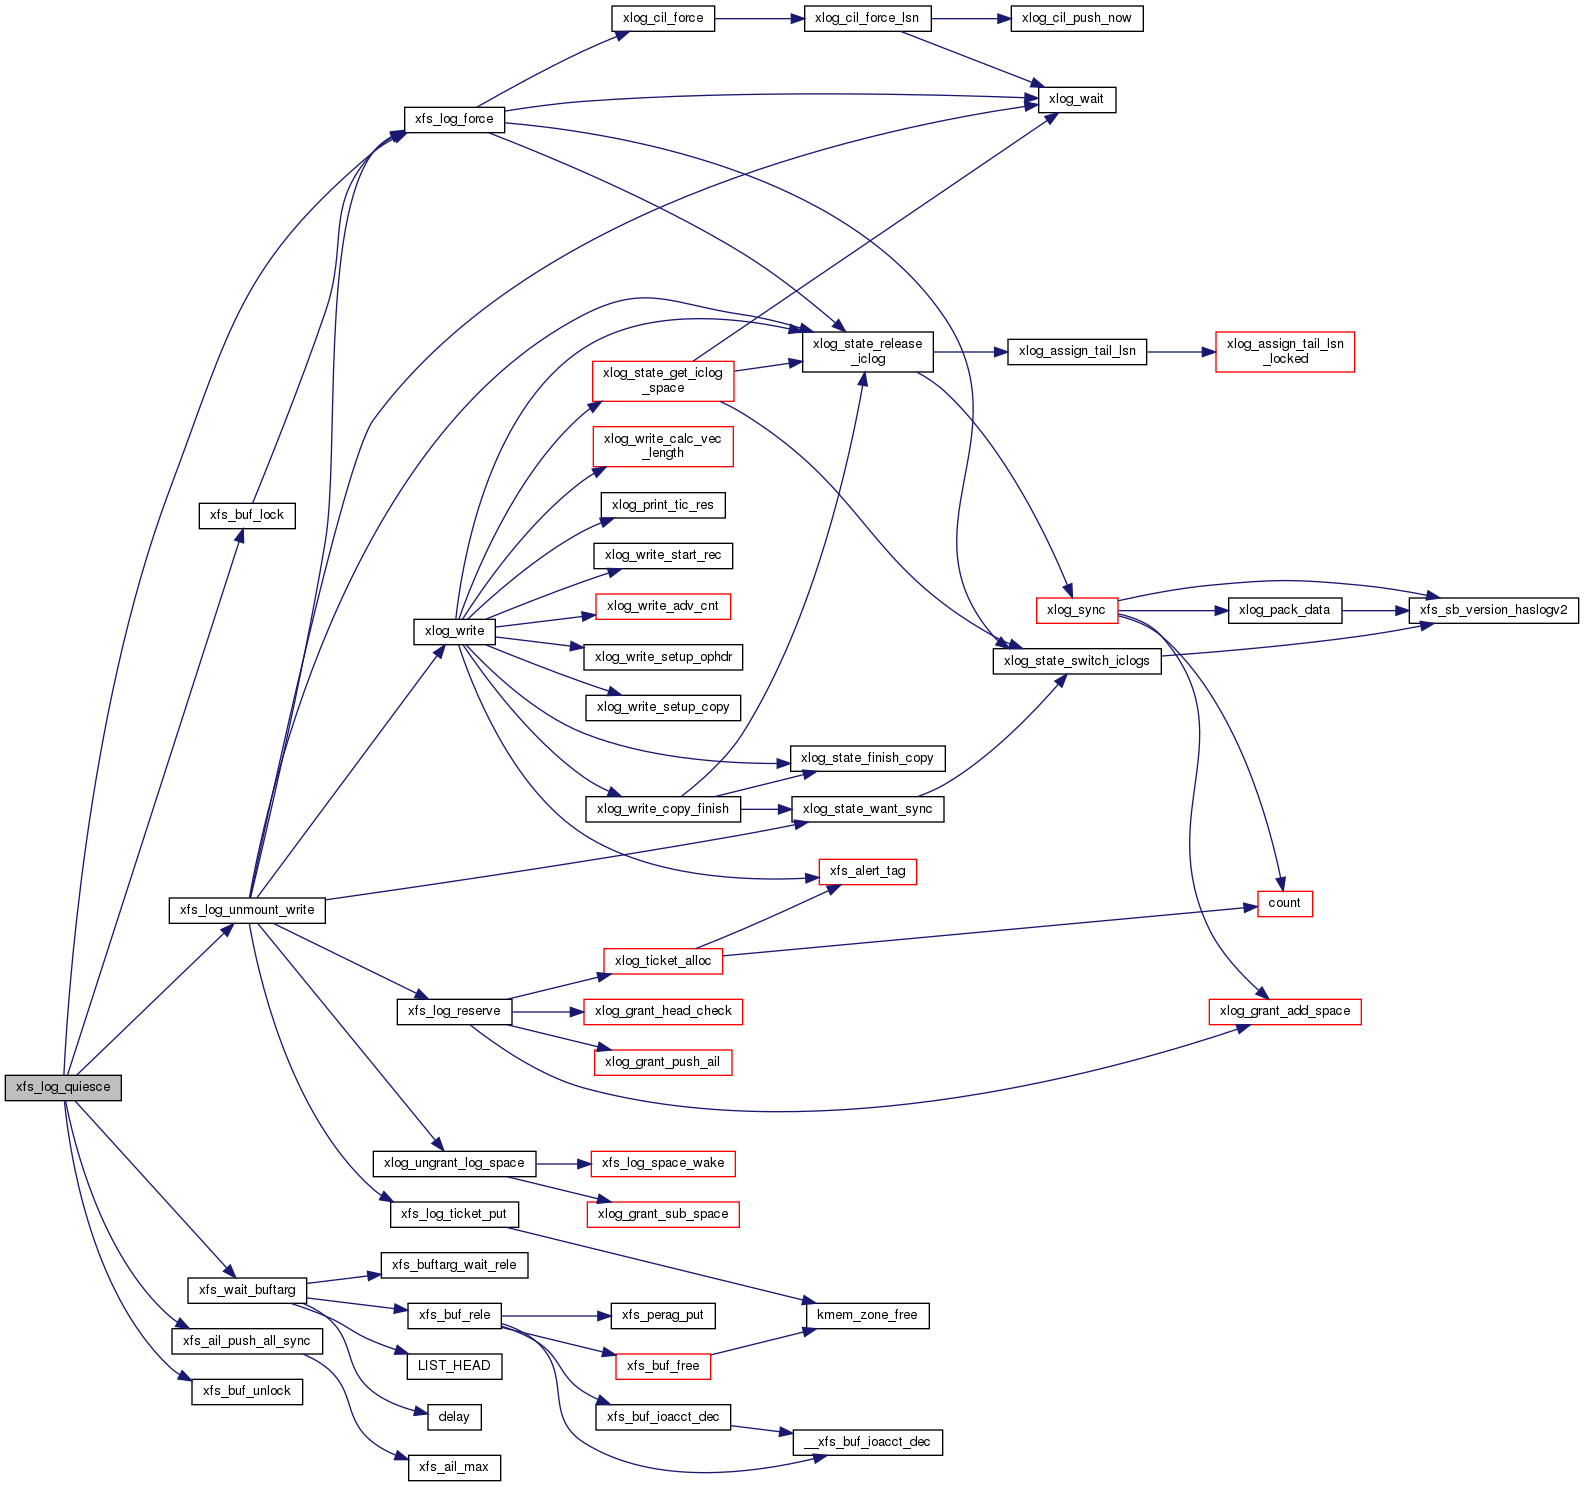 xlog_cil_force
xlog_cil_force_lsn
xlog_cil_push_now
xlog_wait
xfs_log_force
xlog_state_release
_iclog
xlog_assign_tail_lsn
xlog_assign_tail_lsn
_locked
xlog_state_get_iclog
_space
xlog_write_calc_vec
_length
xlog_print_tic_res
xfs_buf_lock
xlog_write_start_rec
xlog_write_adv_cnt
xlog_sync
xlog_pack_data
xfs_sb_version_haslogv2
xlog_write
xlog_write_setup_ophdr
xlog_state_switch_iclogs
xlog_write_setup_copy
xlog_state_finish_copy
xlog_write_copy_finish
xlog_state_want_sync
xfs_alert_tag
xfs_log_unmount_write
count
xlog_ticket_alloc
xfs_log_reserve
xlog_grant_head_check
xlog_grant_add_space
xlog_grant_push_ail
xfs_log_quiesce
xlog_ungrant_log_space
xfs_log_space_wake
xfs_log_ticket_put
xlog_grant_sub_space
xfs_buftarg_wait_rele
xfs_wait_buftarg
xfs_buf_rele
xfs_perag_put
kmem_zone_free
xfs_ail_push_all_sync
LIST_HEAD
xfs_buf_free
xfs_buf_unlock
delay
xfs_buf_ioacct_dec
__xfs_buf_ioacct_dec
xfs_ail_max